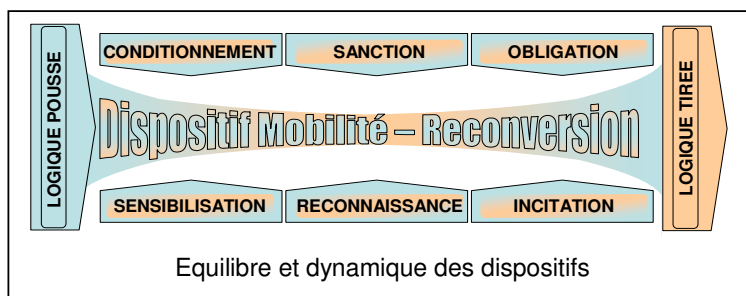 LOGIQUE POUSSE
CONDITIONNEMENT
SANCTION
OBLIGATION
Dispositif Mobilité – Reconversion
SENSIBILISATION
RECONNAISSANCE
INCITATION
LOGIQUE TIREE
Equilibre et dynamique des dispositifs